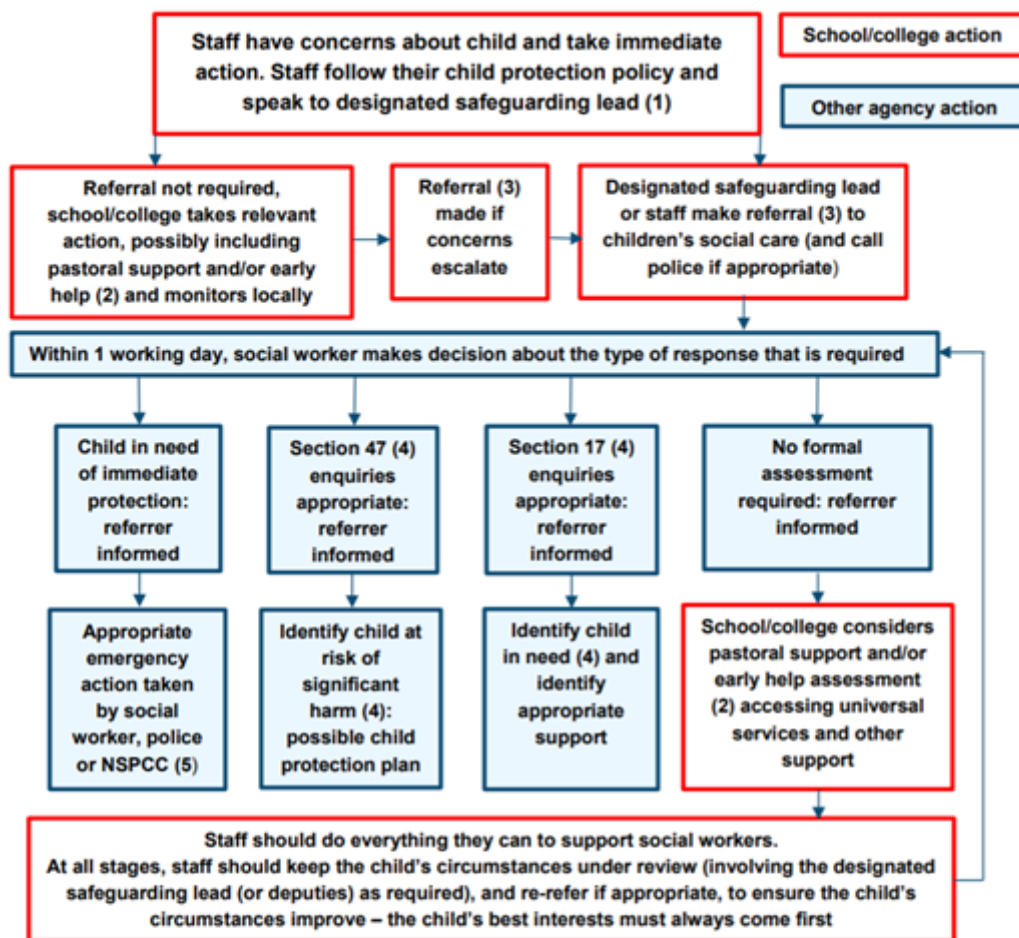 Staff have concerns about child and take immediate
action. Staff follow their child protection policy and
speak to designated safeguarding lead (1)
School/college action
Other agency action
Referral not required,
school/college takes relevant
action, possibly including
pastoral support and/or early
help (2) and monitors locally
Referral (3)
made if
concerns
escalate
Designated safeguarding lead
or staff make referral (3) to
children’s social care (and call
police if appropriate)
Within 1 working day, social worker makes decision about the type of response that is required
Child in need
of immediate
protection:
referrer
informed
Section 47 (4)
enquiries
appropriate:
referrer
informed
Section 17 (4)
enquiries
appropriate:
referrer
informed
No formal
assessment
required: referrer
informed
Appropriate
emergency
action taken
by social
worker, police
or NSPCC (5)
Identify child at
risk of
significant
harm (4):
possible child
protection plan
Identify child
in need (4) and
identify
appropriate
support
School/college considers
pastoral support and/or
early help assessment
(2) accessing universal
services and other
support
Staff should do everything they can to support social workers.
At all stages, staff should keep the child’s circumstances under review (involving the designated
safeguarding lead (or deputies) as required), and re-refer if appropriate, to ensure the child’s
circumstances improve – the child’s best interests must always come first